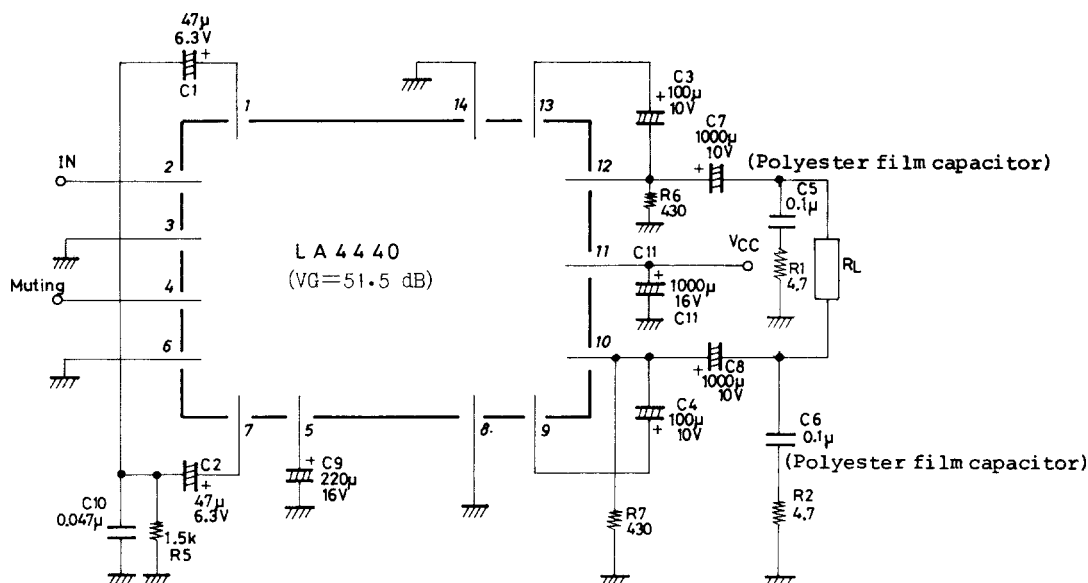 47µ
6.3V
+
C1
1
14
13
+
C3
100µ
10V
C7
1000µ
10V
+
(Polyester film capacitor)
IN
2
12
R6
430
C5
0.1µ
3
LA4440
(VG=51.5 dB)
11
C11
VCC
R1
4.7
RL
Muting
4
+
1000µ
16V
C11
6
10
+
C8
1000µ
10V
7
5
8.
9
C4
100µ
10V
+
C6
0.1µ
(Polyester film capacitor)
C2
+
47µ
6.3V
+
C9
220µ
16V
C10
0.047µ
1.5k
R5
R7
430
R2
4.7